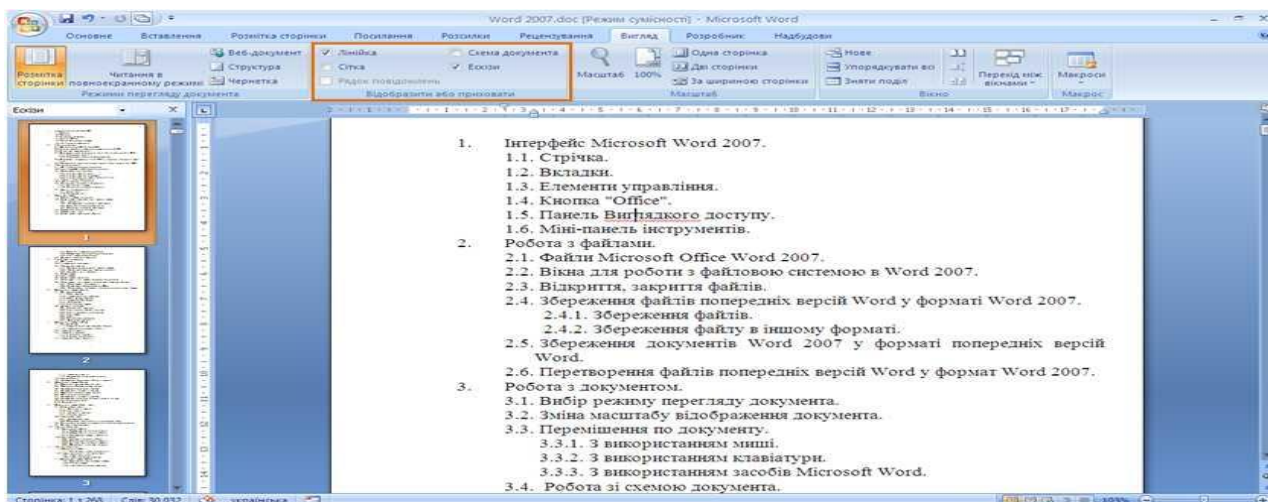 Word 2007.doc [Режим сумісності] - Microsoft Word
Основне Вставлення Розмітка сторінки Посилання Розсилки Рецензування Вигляд Розробник Надбудови
Розмітка сторінки
Читання в повноекранному режимі
Веб-документ
Структура
Чернетка
Режими перегляду документа
Лінійка
Сітка
Рядок повідомлень
Схема документа
Ескізи
Відобразити або приховати
Масштаб
100%
Одна сторінка
Дві сторінки
За шириною сторінки
Масштаб
Нове
Упорядкувати всі
Зняти поділ
Перехід між вікнами
Вікно
Макроси
Макрос
Ескізи
1
2
3
1. Інтерфейс Microsoft Word 2007.
1.1. Стрічка.
1.2. Вкладки.
1.3. Елементи управління.
1.4. Кнопка "Office".
1.5. Панель Виглядкого доступу.
1.6. Міні-панель інструментів.
2. Робота з файлами.
2.1. Файли Microsoft Office Word 2007.
2.2. Вікна для роботи з файловою системою в Word 2007.
2.3. Відкриття, закриття файлів.
2.4. Збереження файлів попередніх версій Word у форматі Word 2007.
2.4.1. Збереження файлів.
2.4.2. Збереження файлу в іншому форматі.
2.5. Збереження документів Word 2007 у форматі попередніх версій
Word.
2.6. Перетворення файлів попередніх версій Word у формат Word 2007.
3. Робота з документом.
3.1. Вибір режиму перегляду документа.
3.2. Зміна масштабу відображення документа.
3.3. Переміщення по документу.
3.3.1. З використанням миші.
3.3.2. З використанням клавіатури.
3.3.3. З використанням засобів Microsoft Word.
3.4. Робота зі схемою документа.
Сторінка: 1 з 268 Слів: 30 032 українська 103%